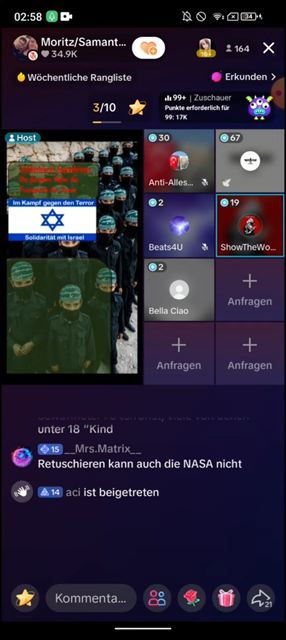 02:58
34
Moritz/Samant...
34.9K
164
Wöchentliche Rangliste
Erkunden
3/10
99+ Zuschauer
Punkte erforderlich für
99: 17K
Host
Im Kampf gegen den Terror
Solidarität mit Israel
30
Anti-Alles...
67
2
Beats4U
19
ShowTheWo...
2
Bella Ciao
Anfragen
Anfragen
Anfragen
unter 18 "Kind
15 __Mrs.Matrix__
Retuschieren kann auch die NASA nicht
14 aci ist beigetreten
Kommenta...
21